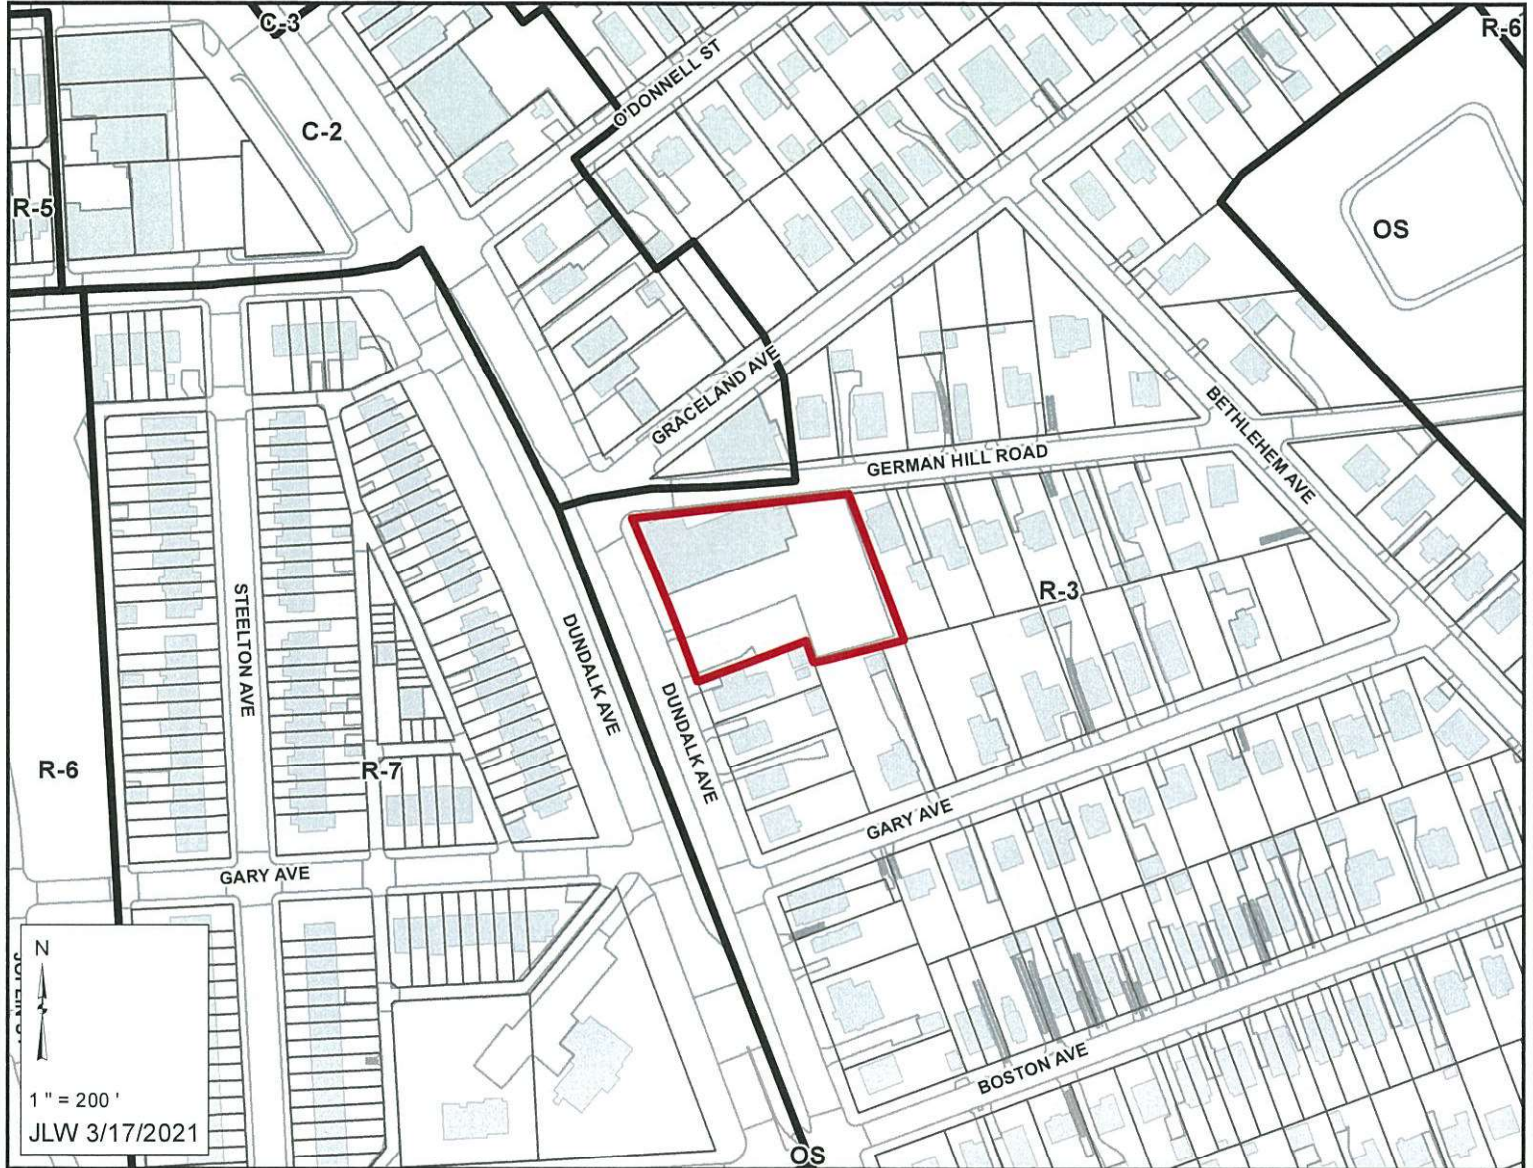 C-3
R-6
O'DONNELL ST
C-2
R-5
OS
GRACELAND AVE
BETHLEHEM AVE
GERMAN HILL ROAD
STEELTON AVE
DUNDALK AVE
R-3
DUNDALK AVE
R-6
R-7
GARY AVE
GARY AVE
N
BOSTON AVE
1 " = 200 '
JLW 3/17/2021
OS